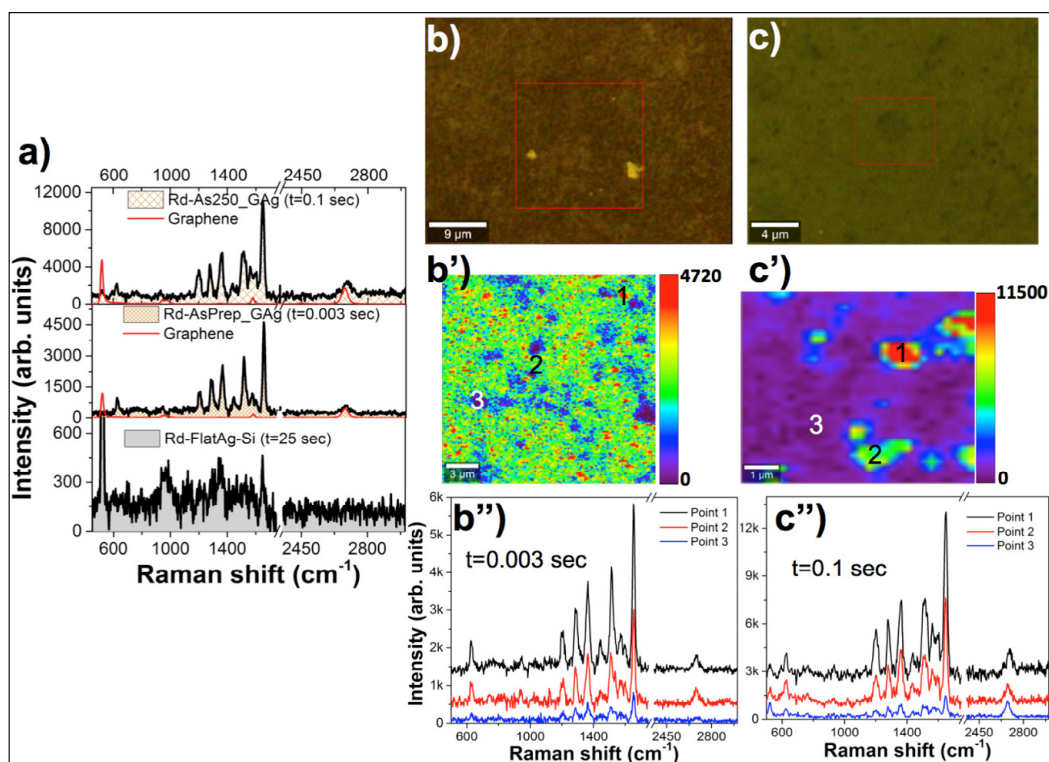 a)
600 1000 1400 2450 2800
12000
9000
6000
3000
0
Rd-As250_GAg (t=0.1 sec)
Graphene
4500
3000
1500
0
Rd-AsPrep_GAg (t=0.003 sec)
Graphene
600
300
0
Rd-FlatAg-Si (t=25 sec)
600 1000 1400 2450 2800
Intensity (arb. units)
Raman shift (cm-1)
b)
9 µm
c)
4 µm
b')
1
2
3
3 µm
4720
0
c')
1
2
3
1 µm
11500
0
b'')
t=0.003 sec
Point 1
Point 2
Point 3
6k
5k
4k
3k
2k
1k
0
600 1400 2450 2800
Intensity (arb. units)
Raman shift (cm-1)
c'')
t=0.1 sec
Point 1
Point 2
Point 3
12k
9k
6k
3k
0
600 1400 2450 2800
Raman shift (cm-1)